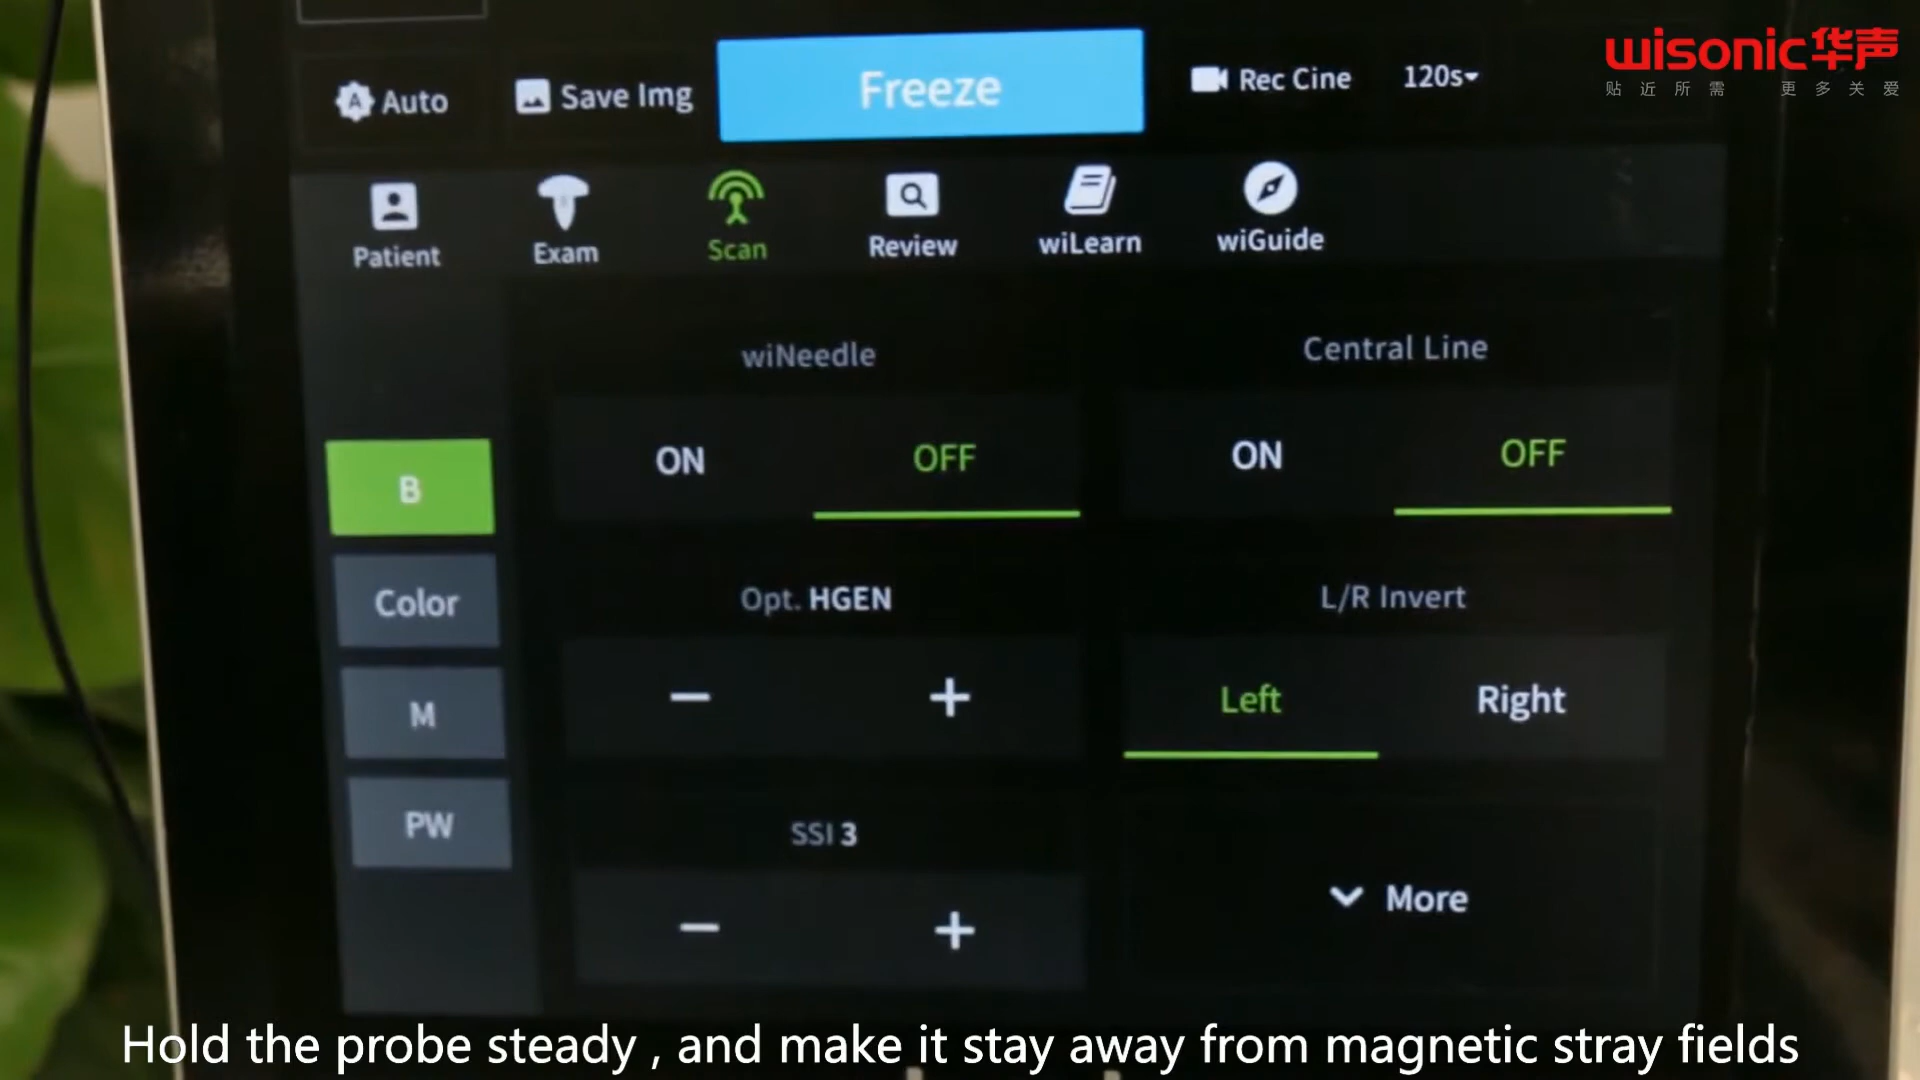 wisonic华声
贴近所需 更多关爱
Auto
Save Img
Freeze
Rec Cine
120s
Patient
Exam
Scan
Review
wiLearn
wiGuide
wiNeedle
Central Line
ON
OFF
ON
OFF
B
Color
M
PW
Opt. HGEN
L/R Invert
−
+
Left
Right
SSI 3
−
+
More
Hold the probe steady , and make it stay away from magnetic stray fields